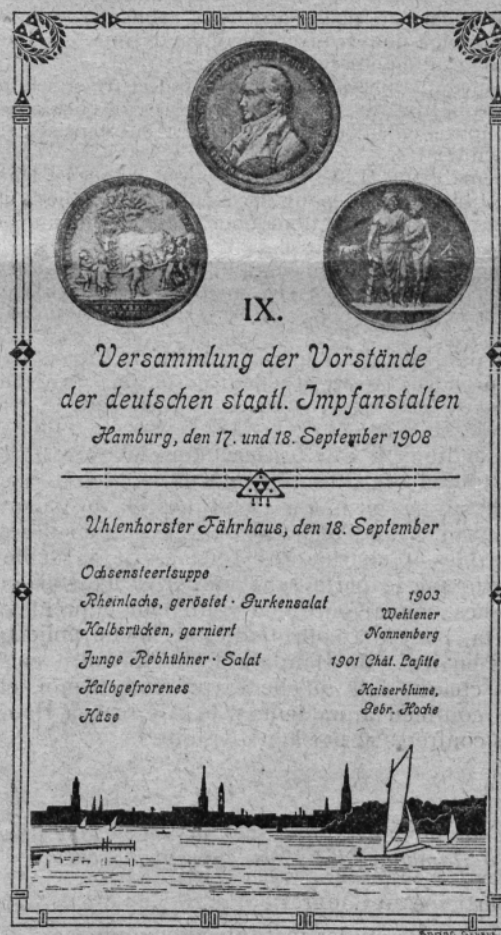 IX.
Versammlung der Vorstände
der deutschen staatl. Impfanstalten
Hamburg, den 17. und 18. September 1908
Uhlenhorster Fährhaus, den 18. September
Ochsensteertsuppe
Rheinlachs, geröstet · Gurkensalat
Kalbsrücken, garniert
Junge Rebhühner · Salat
Halbgefrorenes
Käse
1903
Wehlener
Nonnenberg
1901 Chât. Lafitte
Kaiserblume,
Gebr. Hoehe